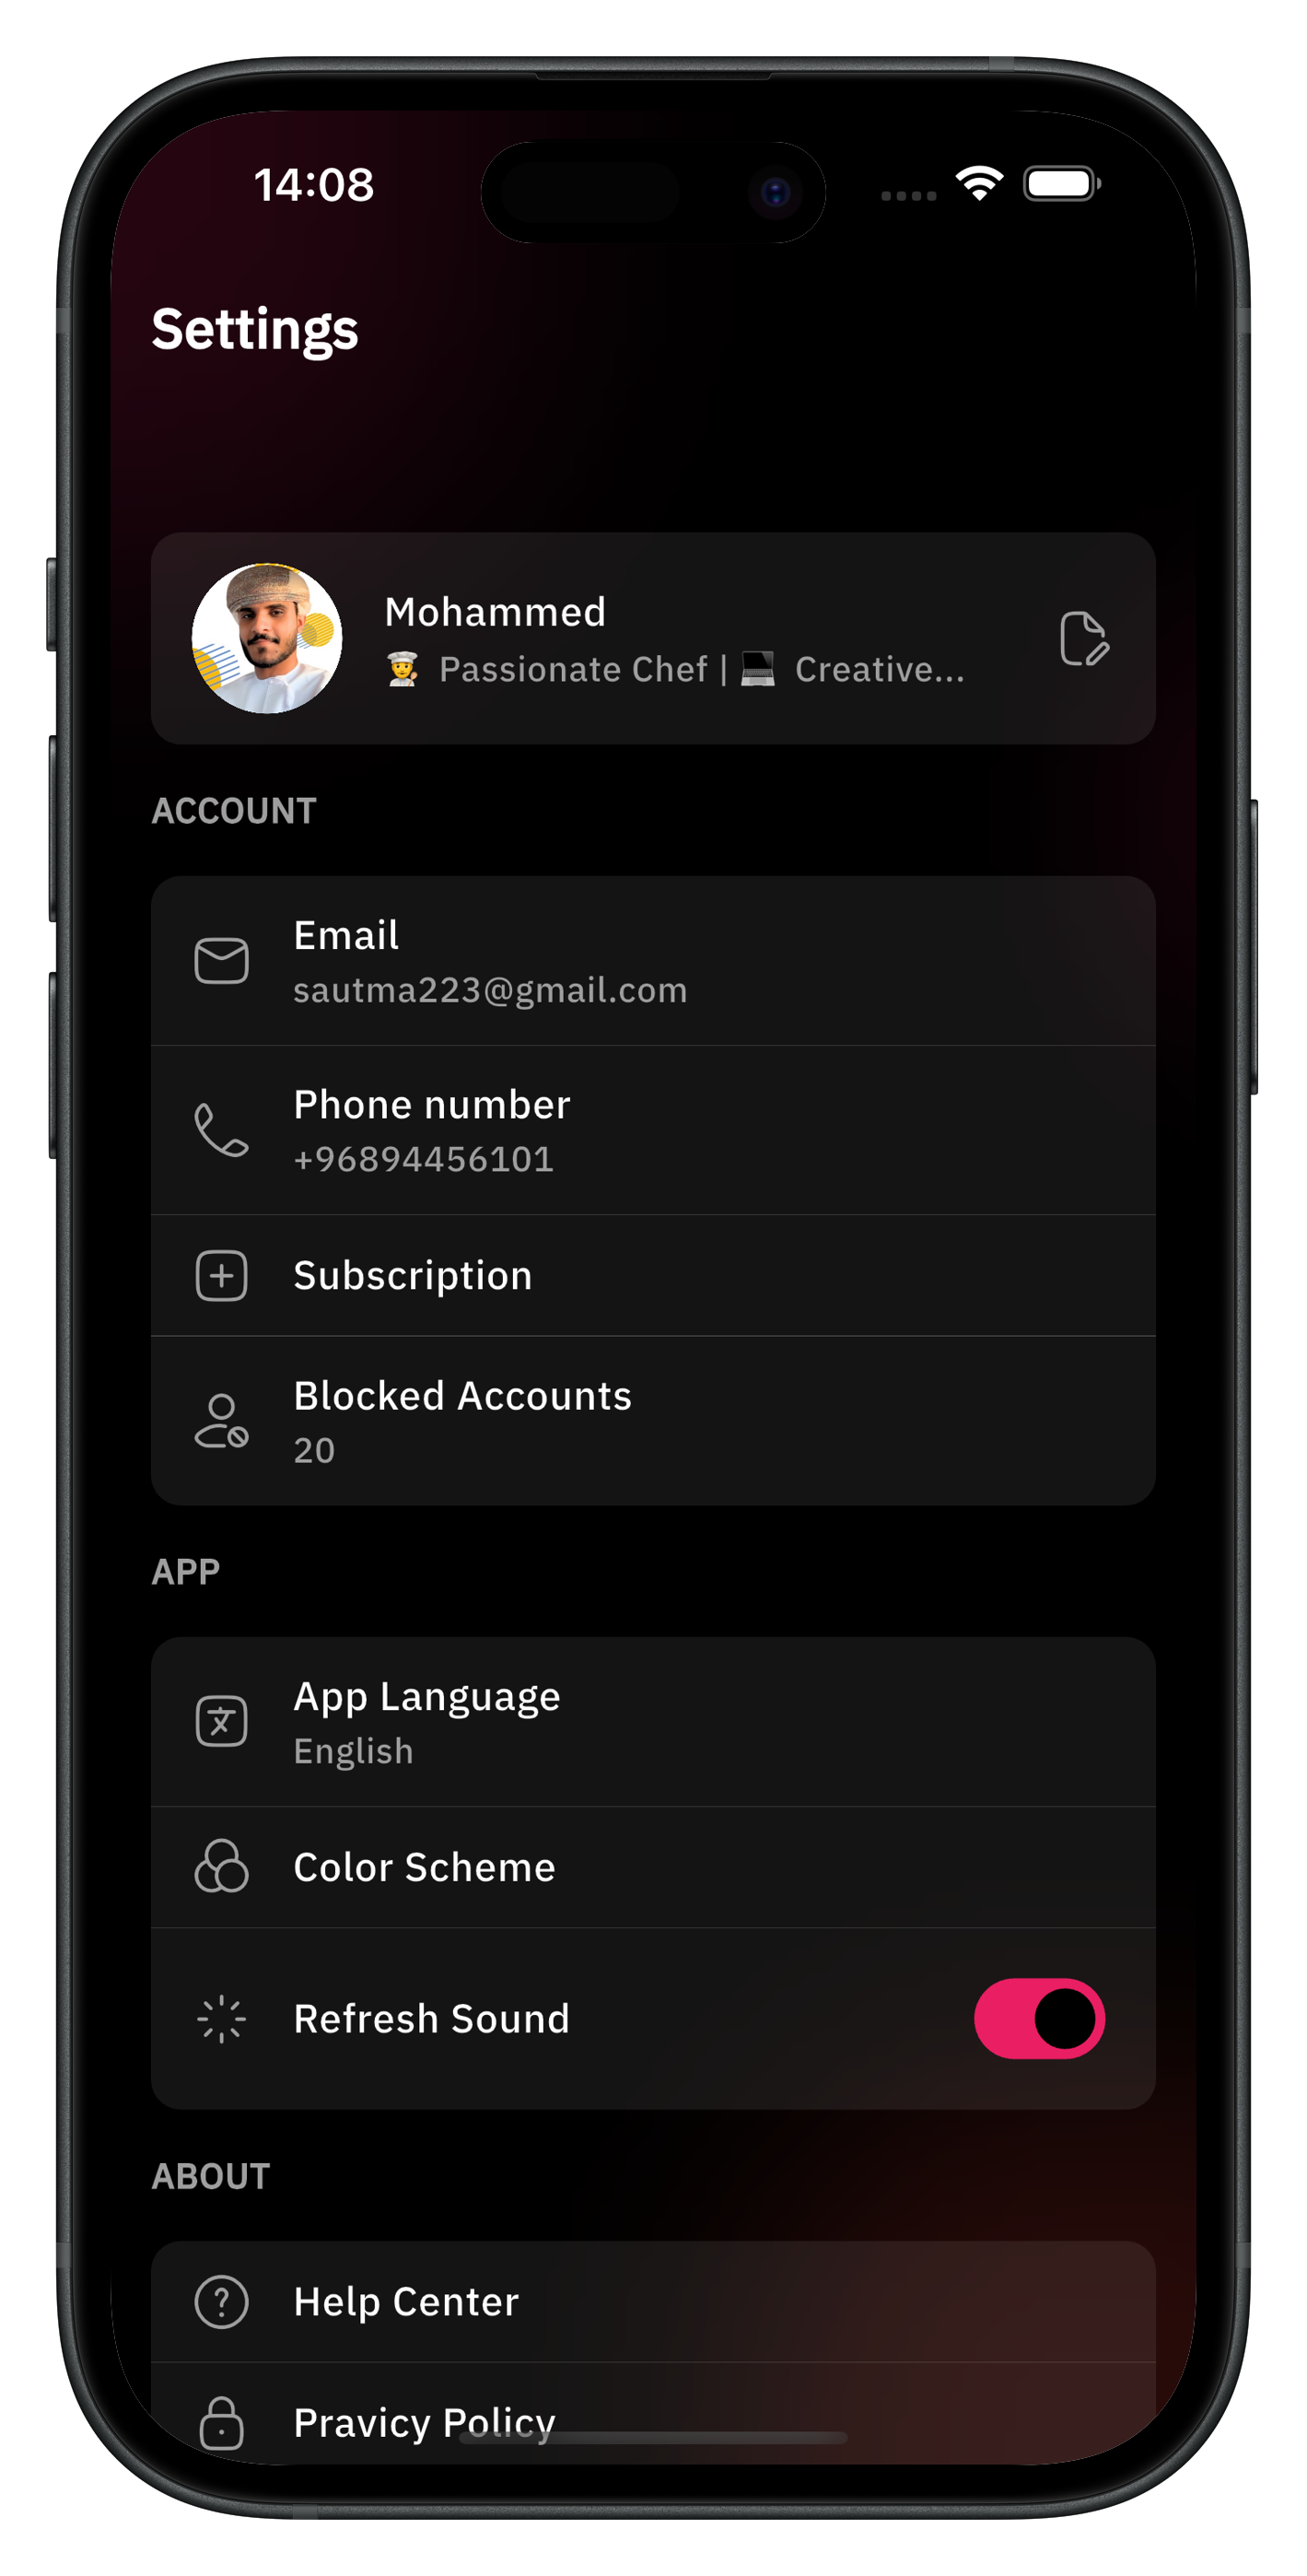 14:08
Settings
Mohammed
👨‍🍳 Passionate Chef | 💻 Creative...
ACCOUNT
Email
sautma223@gmail.com
Phone number
+96894456101
Subscription
Blocked Accounts
20
APP
App Language
English
Color Scheme
Refresh Sound
ABOUT
Help Center
Pravicy Policy